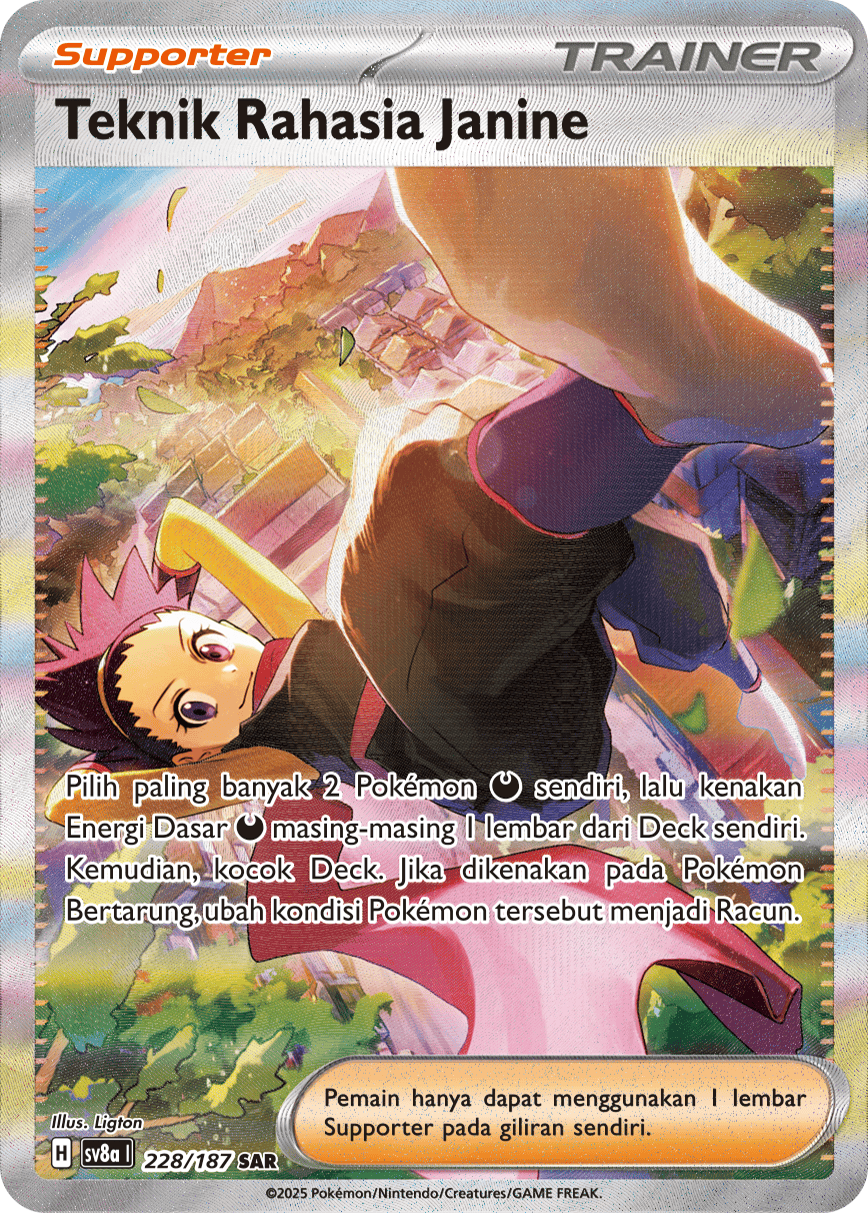 Supporter
TRAINER
Teknik Rahasia Janine
Pilih paling banyak 2 Pokémon sendiri, lalu kenakan
Energi Dasar masing-masing 1 lembar dari Deck sendiri.
Kemudian, kocok Deck. Jika dikenakan pada Pokémon
Bertarung, ubah kondisi Pokémon tersebut menjadi Racun.
Pemain hanya dapat menggunakan 1 lembar
Supporter pada giliran sendiri.
Illus. Ligton
H sv8a I 228/187 SAR
©2025 Pokémon/Nintendo/Creatures/GAME FREAK.